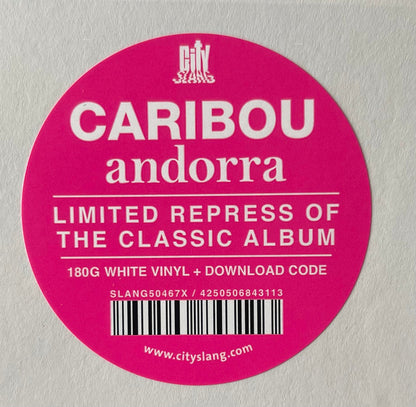 City
SLANG
CARIBOU
andorra
LIMITED REPRESS OF
THE CLASSIC ALBUM
180G WHITE VINYL + DOWNLOAD CODE
SLANG50467X / 4250506843113
www.cityslang.com